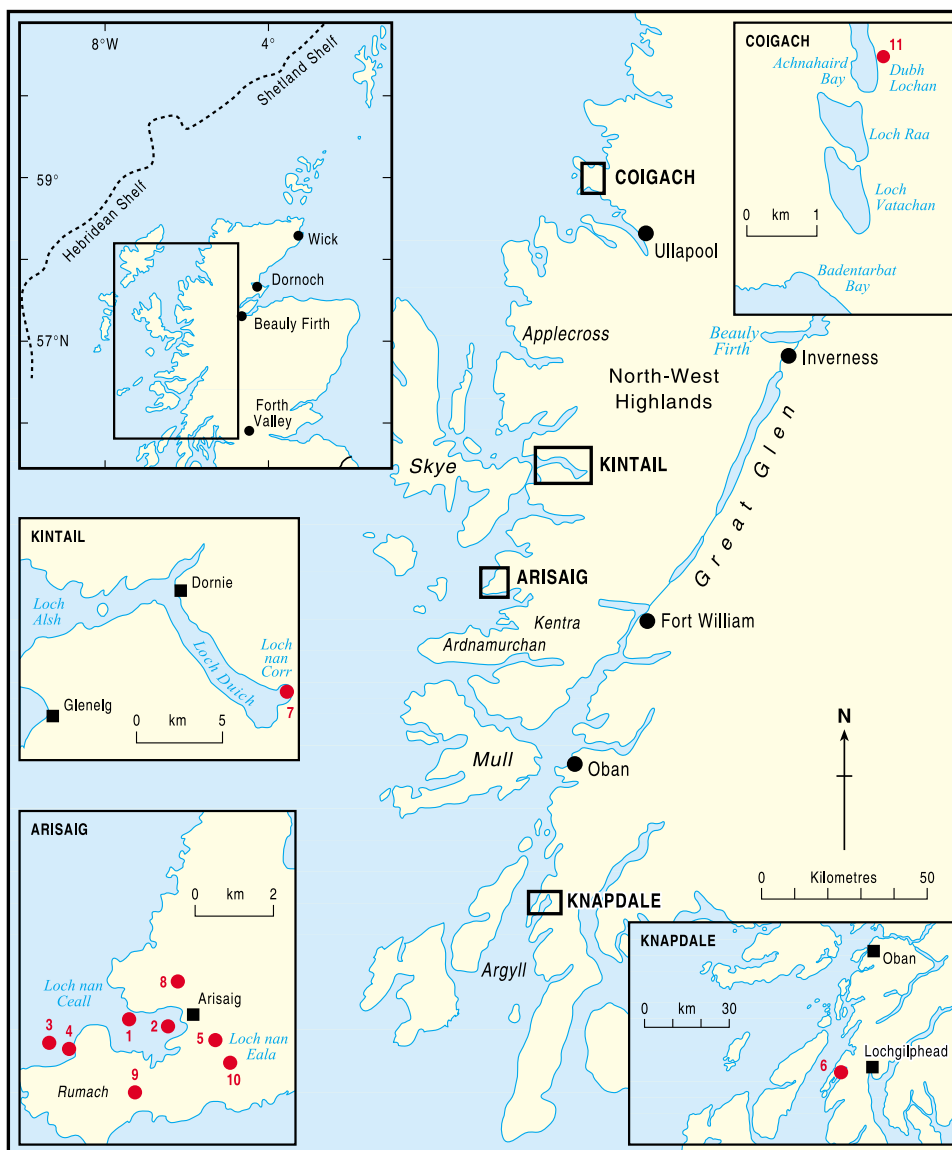 8°W
4°
59°
57°N
Hebridean Shelf
Shetland Shelf
Wick
Dornoch
Beauly Firth
Forth
Valley
COIGACH
11
Achnahaird
Bay
Dubh
Lochan
Loch Raa
Loch
Vatachan
0 km 1
Badentarbat
Bay
COIGACH
Ullapool
Applecross
Beauly
Firth
Inverness
North-West
Highlands
Skye
KINTAIL
Great Glen
ARISAIG
Kentra
Ardnamurchan
Fort William
Mull
Oban
N
0 Kilometres 50
KNAPDALE
Argyll
KINTAIL
Dornie
Loch
Alsh
Loch Duich
Loch
nan
Corr
7
Glenelg
0 km 5
ARISAIG
0 km 2
8
Arisaig
Loch nan
Ceall
3
4
1
2
5
Loch nan
Eala
10
9
Rumach
KNAPDALE
Oban
0 km 30
Lochgilphead
6